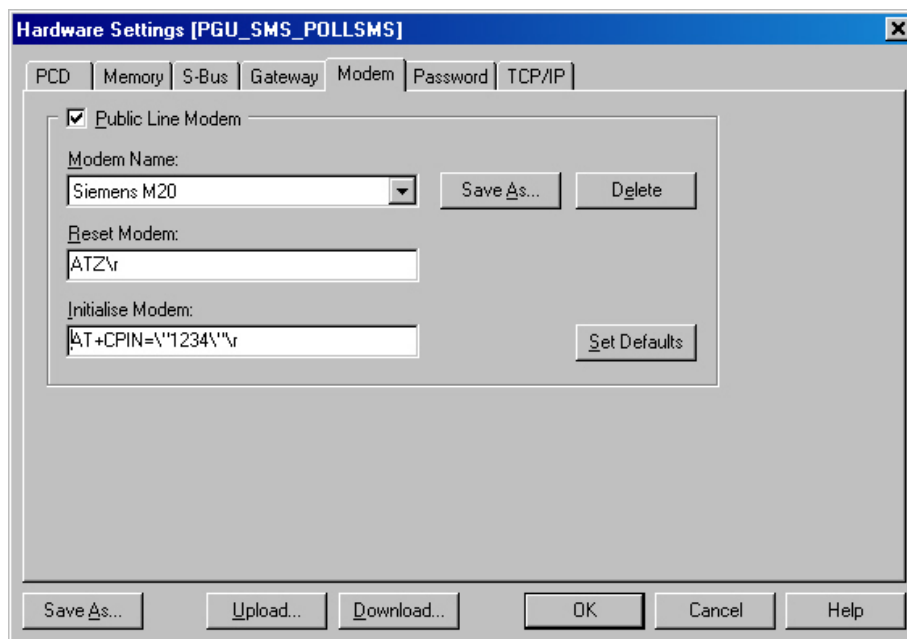 Hardware Settings [PGU_SMS_POLLSMS]
PCD Memory S-Bus Gateway Modem Password TCP/IP
Public Line Modem
Modem Name:
Siemens M20 Save As... Delete
Reset Modem:
ATZ\r
Initialise Modem:
AT+CPIN=\"1234\"\r Set Defaults
Save As... Upload... Download... OK Cancel Help